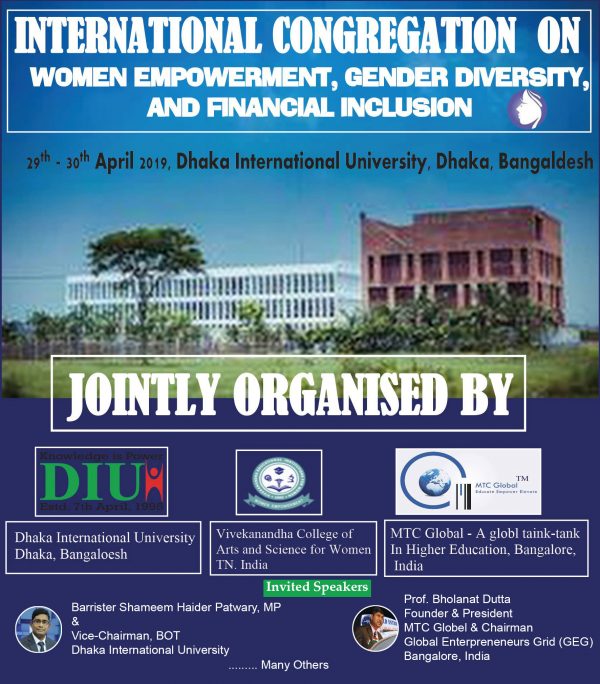 INTERNATIONAL CONGREGATION ON
WOMEN EMPOWERMENT, GENDER DIVERSITY,
AND FINANCIAL INCLUSION
29th - 30th April 2019, Dhaka International University, Dhaka, Bangaldesh
JOINTLY ORGANISED BY
Knowledge is Power
DIU
Estd. 7th April, 1995
MTC Global TM
Educate Empower Elevate
Dhaka International University
Dhaka, Bangaloesh
Vivekanandha College of
Arts and Science for Women
TN. India
MTC Global - A globl taink-tank
In Higher Education, Bangalore,
India
Invited Speakers
Barrister Shameem Haider Patwary, MP
&
Vice-Chairman, BOT
Dhaka International University
Prof. Bholanat Dutta
Founder & President
MTC Globel & Chairman
Global Enterpreneners Grid (GEG)
Bangalore, India
......... Many Others